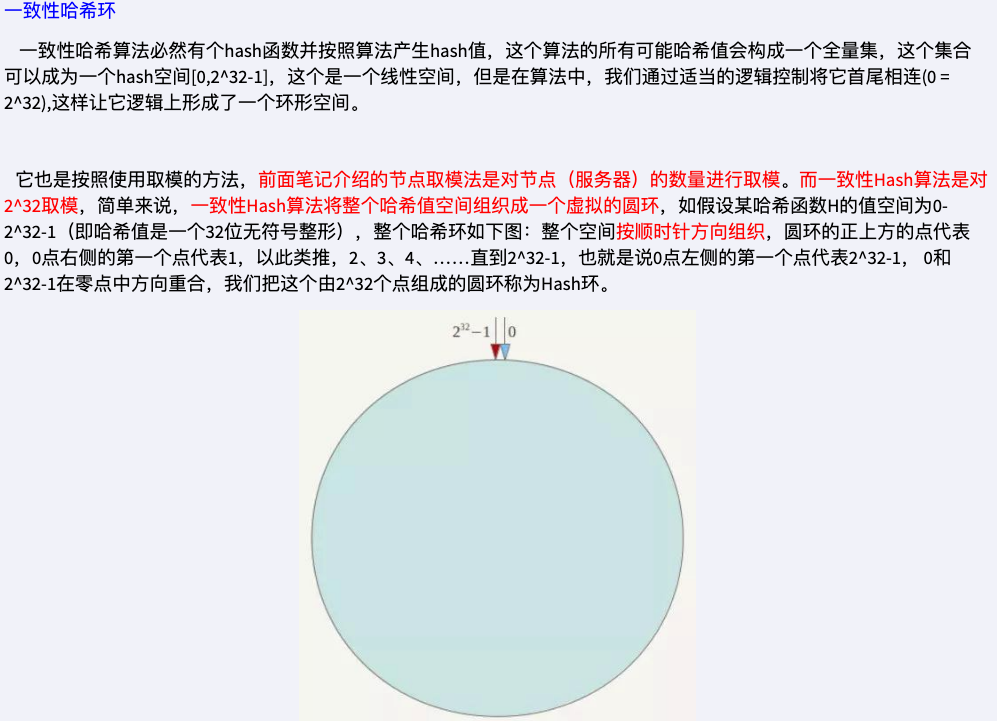 一致性哈希环
一致性哈希算法必然有个hash函数并按照算法产生hash值，这个算法的所有可能哈希值会构成一个全量集，这个集合
可以成为一个hash空间[0,2^32-1]，这个是一个线性空间，但是在算法中，我们通过适当的逻辑控制将它首尾相连(0 =
2^32),这样让它逻辑上形成了一个环形空间。
它也是按照使用取模的方法，前面笔记介绍的节点取模法是对节点（服务器）的数量进行取模。而一致性Hash算法是对
2^32取模，简单来说，一致性Hash算法将整个哈希值空间组织成一个虚拟的圆环，如假设某哈希函数H的值空间为0-
2^32-1（即哈希值是一个32位无符号整形），整个哈希环如下图：整个空间按顺时针方向组织，圆环的正上方的点代表
0，0点右侧的第一个点代表1，以此类推，2、3、4、……直到2^32-1，也就是说0点左侧的第一个点代表2^32-1， 0和
2^32-1在零点中方向重合，我们把这个由2^32个点组成的圆环称为Hash环。
2³²−1 0